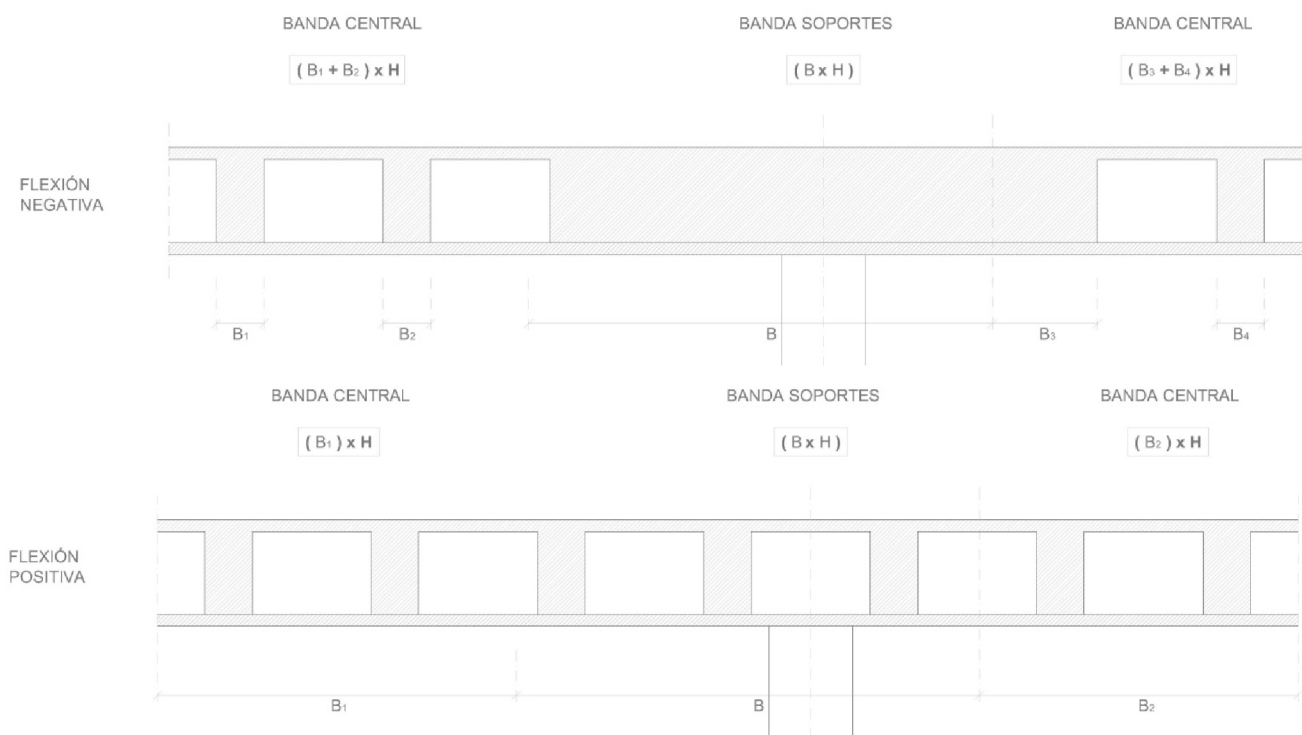 BANDA CENTRAL
BANDA SOPORTES
BANDA CENTRAL
( B₁ + B₂ ) x H
( B x H )
( B₃ + B₄ ) x H
FLEXIÓN
NEGATIVA
B₁
B₂
B
B₃
B₄
BANDA CENTRAL
BANDA SOPORTES
BANDA CENTRAL
( B₁ ) x H
( B x H )
( B₂ ) x H
FLEXIÓN
POSITIVA
B₁
B
B₂